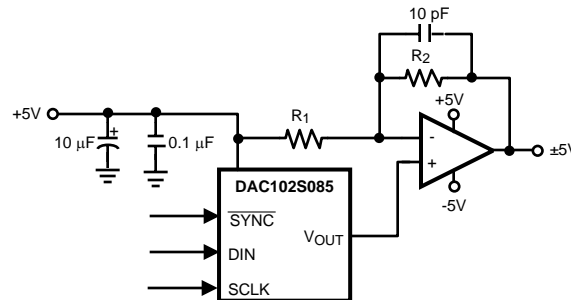 10 pF
R2
+5V
R1
+5V
10 μF
+
0.1 μF
-
+
±5V
-5V
DAC102S085
SYNC
VOUT
DIN
SCLK